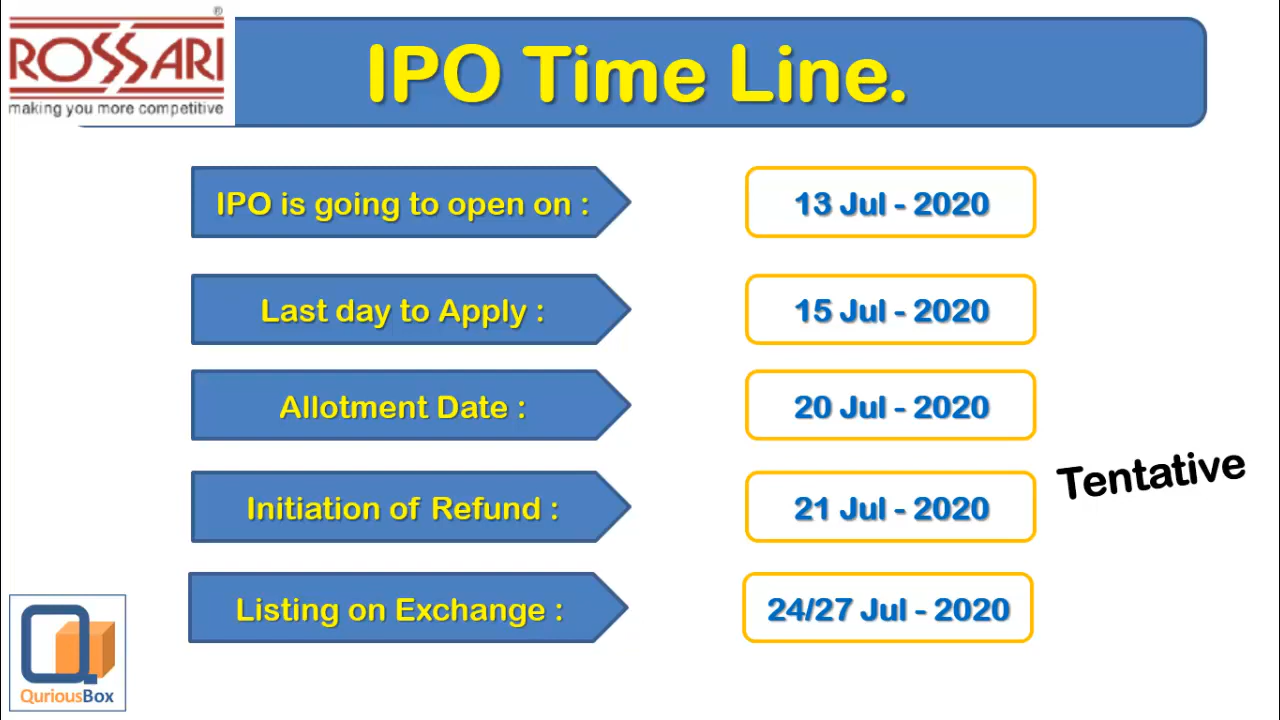 ®
ROSSARI
making you more competitive
IPO Time Line.
IPO is going to open on :
13 Jul - 2020
Last day to Apply :
15 Jul - 2020
Allotment Date :
20 Jul - 2020
Tentative
Initiation of Refund :
21 Jul - 2020
Listing on Exchange :
24/27 Jul - 2020
QuriousBox